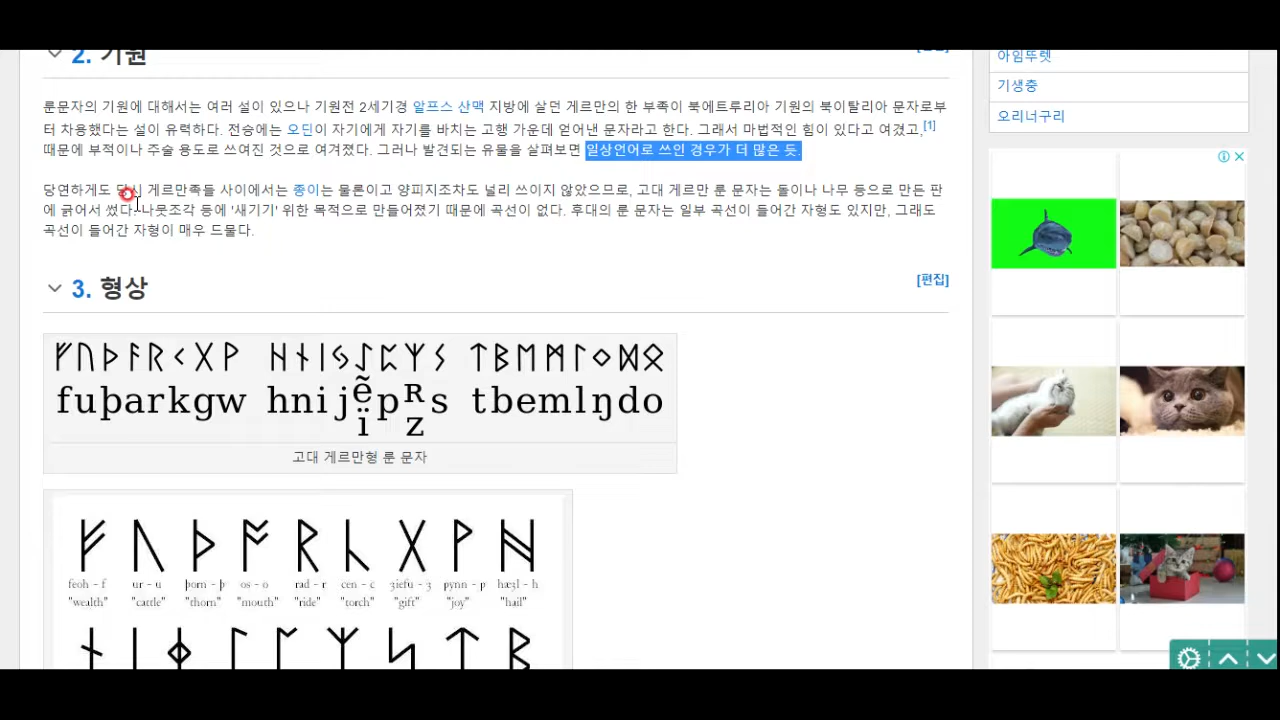 2. 기원
[편집]
룬문자의 기원에 대해서는 여러 설이 있으나 기원전 2세기경 알프스 산맥 지방에 살던 게르만의 한 부족이 북에트루리아 기원의 북이탈리아 문자로부
터 차용했다는 설이 유력하다. 전승에는 오딘이 자기에게 자기를 바치는 고행 가운데 얻어낸 문자라고 한다. 그래서 마법적인 힘이 있다고 여겼고,[1]
때문에 부적이나 주술 용도로 쓰여진 것으로 여겨졌다. 그러나 발견되는 유물을 살펴보면 일상언어로 쓰인 경우가 더 많은 듯.
당연하게도 당시 게르만족들 사이에서는 종이는 물론이고 양피지조차도 널리 쓰이지 않았으므로, 고대 게르만 룬 문자는 돌이나 나무 등으로 만든 판
에 긁어서 썼다. 나뭇조각 등에 '새기기' 위한 목적으로 만들어졌기 때문에 곡선이 없다. 후대의 룬 문자는 일부 곡선이 들어간 자형도 있지만, 그래도
곡선이 들어간 자형이 매우 드물다.
3. 형상
[편집]
ᚠᚢᚦᚨᚱᚲᚷᚹ ᚺᚾᛁᛃᛇᛈᛉᛊ ᛏᛒᛖᛗᛚᛜᛞᛟ
fuþarkgw hnijẽïpʀzs tbemlŋdo
고대 게르만형 룬 문자
ᚠ ᚢ ᚦ ᚩ ᚱ ᚳ ᚷ ᚹ ᚻ
feoh - f ur - u þorn - þ os - o rad - r cen - c ȝiefu - ȝ ƿynn - ƿ hæȝl - h
"wealth" "cattle" "thorn" "mouth" "ride" "torch" "gift" "joy" "hail"
아임뚜렛
기생충
오리너구리